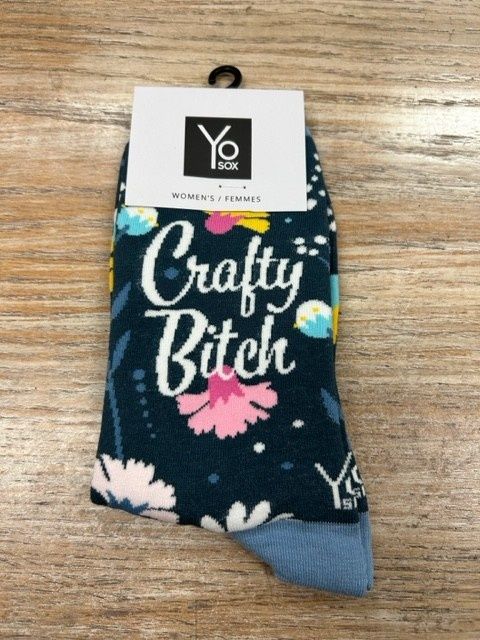 Yo
SOX
WOMEN'S / FEMMES
Crafty
Bitch
Yo